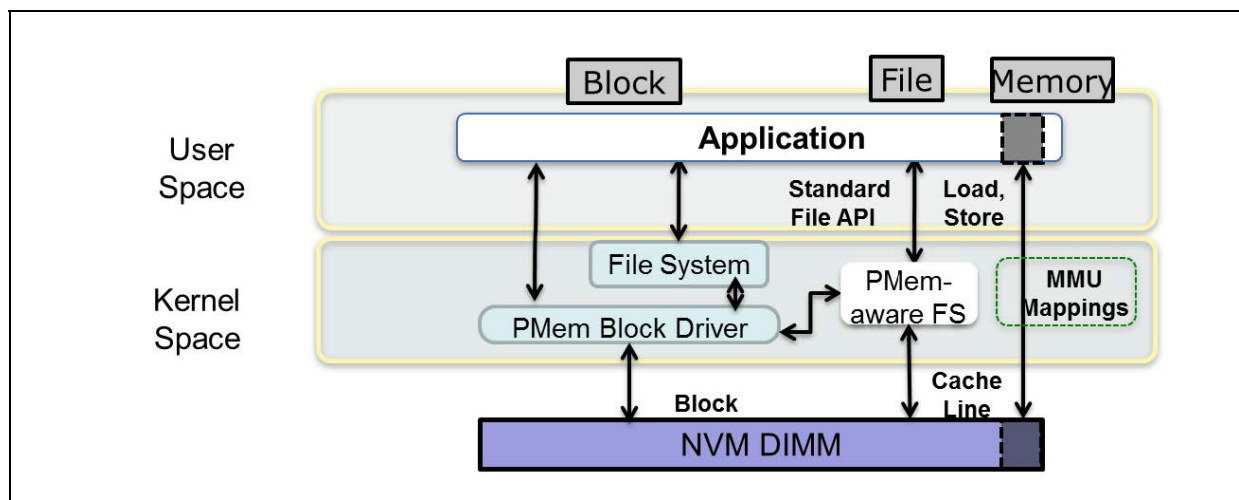 Block
File
Memory
User
Space
Application
Standard
File API
Load,
Store
Kernel
Space
File System
PMem-
aware FS
MMU
Mappings
PMem Block Driver
Block
Cache
Line
NVM DIMM